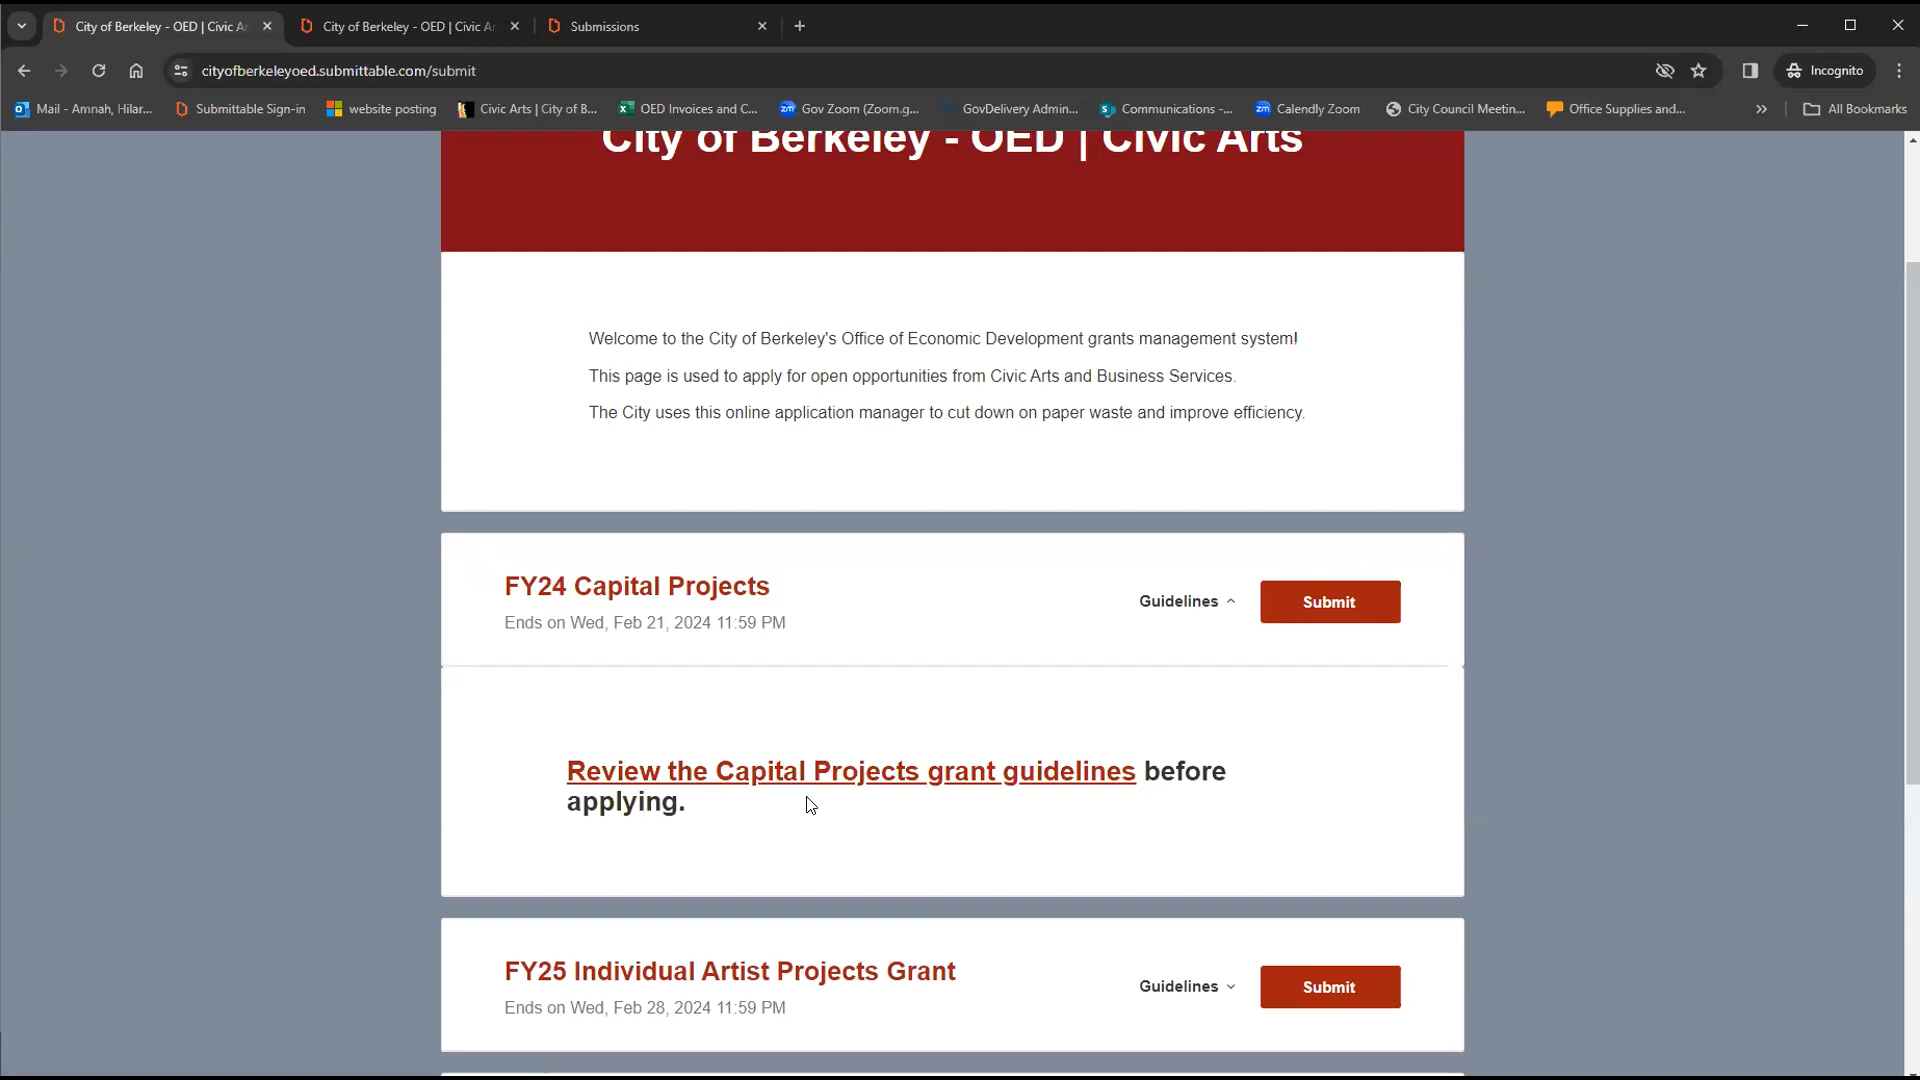 City of Berkeley - OED | Civic Ar
City of Berkeley - OED | Civic Ar
Submissions
cityofberkeleyoed.submittable.com/submit
Incognito
Mail - Amnah, Hilar...
Submittable Sign-in
website posting
Civic Arts | City of B...
OED Invoices and C...
Gov Zoom (Zoom.g...
GovDelivery Admin...
Communications -...
Calendly Zoom
City Council Meetin...
Office Supplies and...
»
All Bookmarks
City of Berkeley - OED | Civic Arts
Welcome to the City of Berkeley's Office of Economic Development grants management system!
This page is used to apply for open opportunities from Civic Arts and Business Services.
The City uses this online application manager to cut down on paper waste and improve efficiency.
FY24 Capital Projects
Ends on Wed, Feb 21, 2024 11:59 PM
Guidelines
Submit
Review the Capital Projects grant guidelines before
applying.
FY25 Individual Artist Projects Grant
Ends on Wed, Feb 28, 2024 11:59 PM
Guidelines
Submit